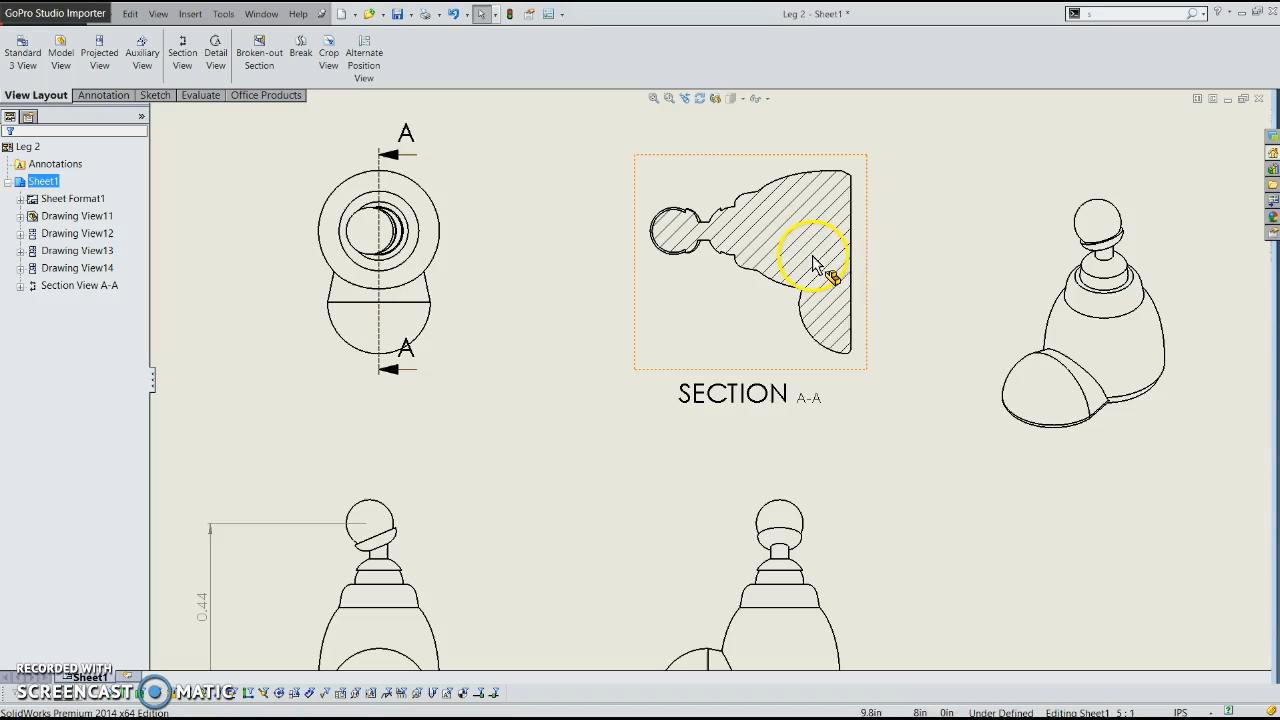 GoPro Studio Importer
Edit View Insert Tools Window Help
Leg 2 - Sheet1 *
s
Standard 3 View
Model View
Projected View
Auxiliary View
Section View
Detail View
Broken-out Section
Break
Crop View
Alternate Position View
View Layout Annotation Sketch Evaluate Office Products
Leg 2
Annotations
Sheet1
Sheet Format1
Drawing View11
Drawing View12
Drawing View13
Drawing View14
Section View A-A
A
A
SECTION A-A
0.44
RECORDED WITH
Sheet1
SCREENCAST MATIC
SolidWorks Premium 2014 x64 Edition
9.8in 8in 0in Under Defined Editing Sheet1 5 : 1 IPS